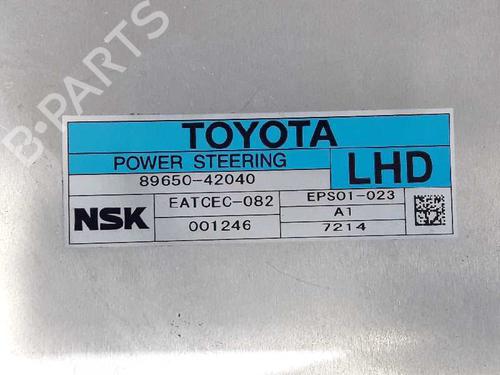 TOYOTA
POWER STEERING
LHD
89650-42040
NSK
EATCEC-082
EPS01-023
A1
001246
7214
B-PARTS